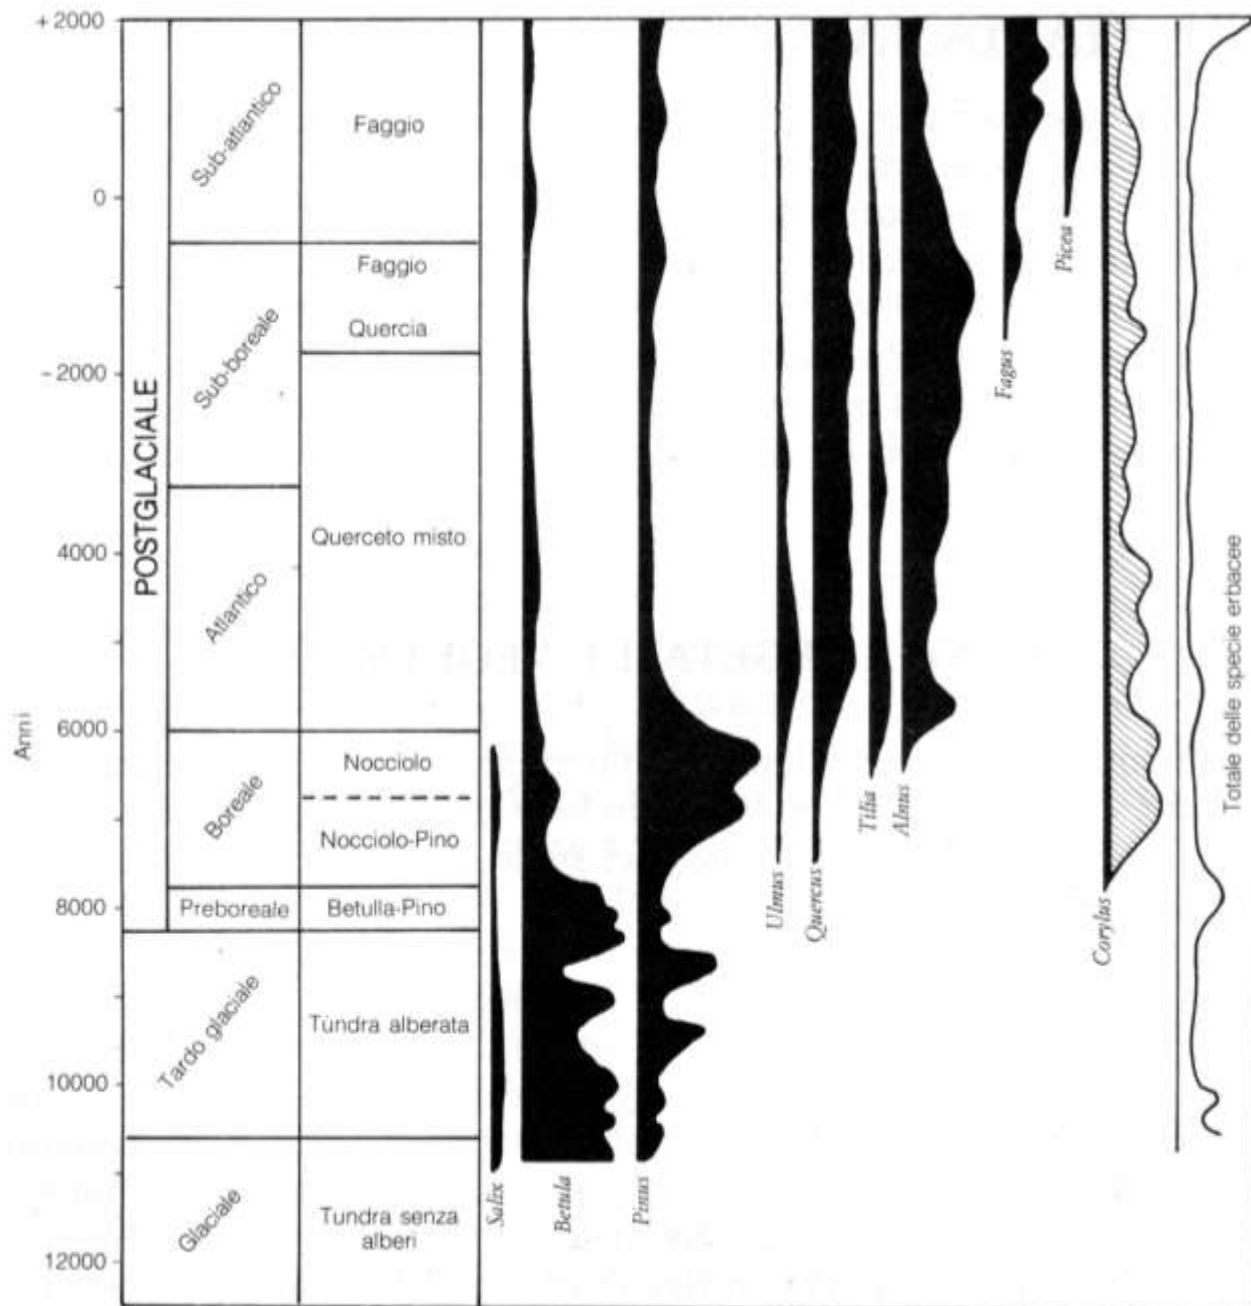 +2000
0
-2000
4000
6000
8000
10000
12000
Anni
POSTGLACIALE
Sub-atlantico
Sub-boreale
Atlantico
Boreale
Preboreale
Tardo glaciale
Glaciale
Faggio
Faggio
Quercia
Querceto misto
Nocciolo
Nocciolo-Pino
Betulla-Pino
Tùndra alberata
Tundra senza
alberi
Salix
Betula
Pinus
Ulmus
Quercus
Tilia
Alnus
Fagus
Picea
Corylus
Totale delle specie erbacee